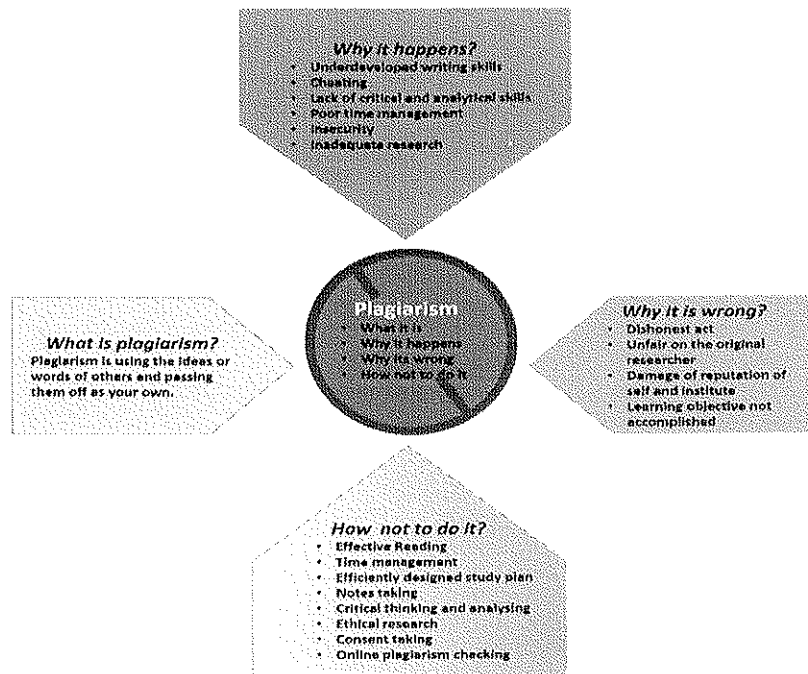 Why it happens?
• Underdeveloped writing skills
• Cheating
• Lack of critical and analytical skills
• Poor time management
• Insecurity
• Inadequate research
Plagiarism
• What it is
• Why it happens
• Why its wrong
• How not to do it
What is plagiarism?
Plagiarism is using the ideas or
words of others and passing
them off as your own.
Why it is wrong?
• Dishonest act
• Unfair on the original
researcher
• Damage of reputation of
self and institute
• Learning objective not
accomplished
How not to do it?
• Effective Reading
• Time management
• Efficiently designed study plan
• Notes taking
• Critical thinking and analysing
• Ethical research
• Consent taking
• Online plagiarism checking